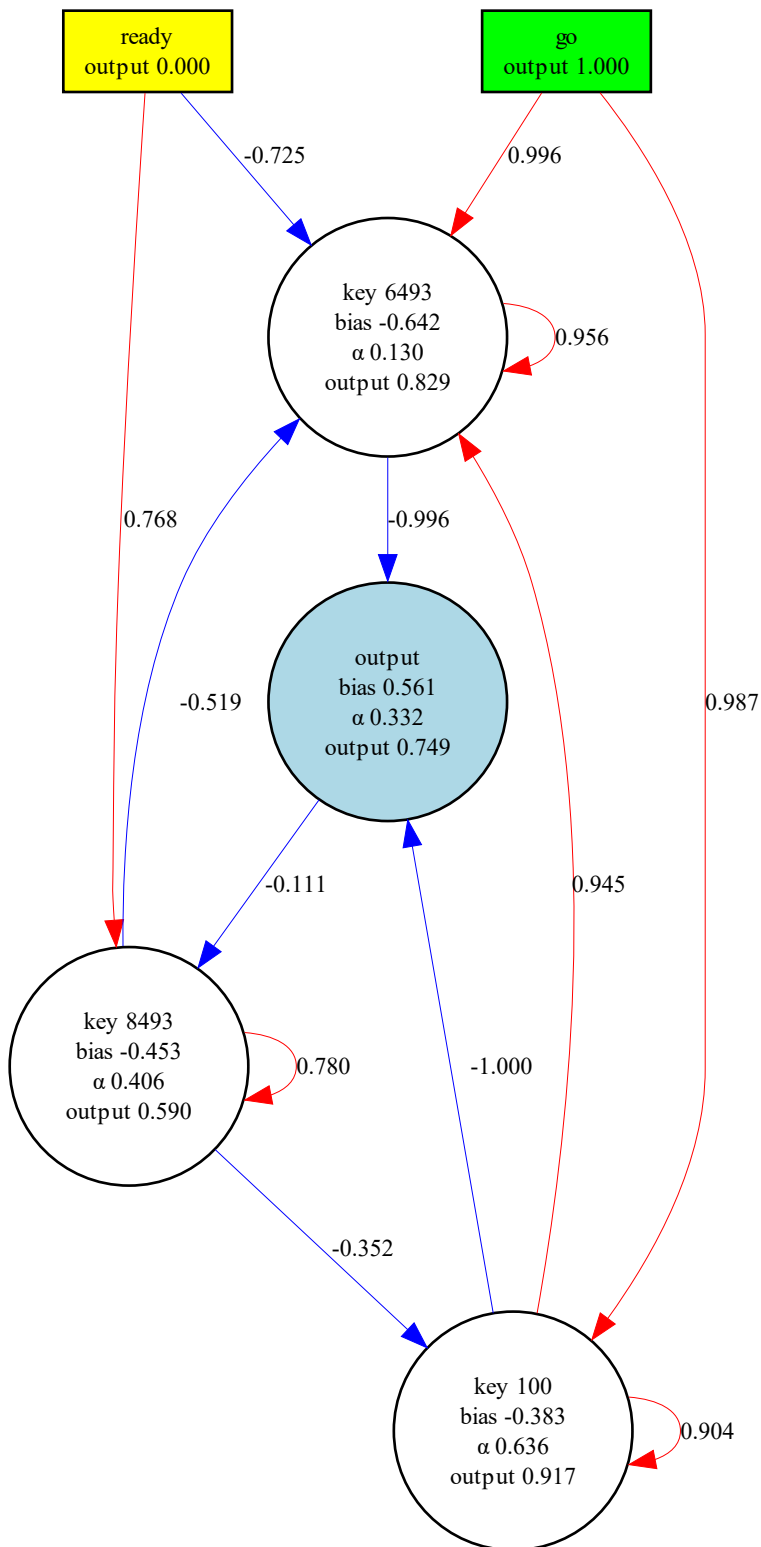 ready
output 0.000
go
output 1.000
-0.725
0.996
key 6493
bias -0.642
α 0.130
output 0.829
0.956
0.768
-0.996
-0.519
output
bias 0.561
α 0.332
output 0.749
0.987
-0.111
0.945
key 8493
bias -0.453
α 0.406
output 0.590
0.780
-1.000
-0.352
key 100
bias -0.383
α 0.636
output 0.917
0.904